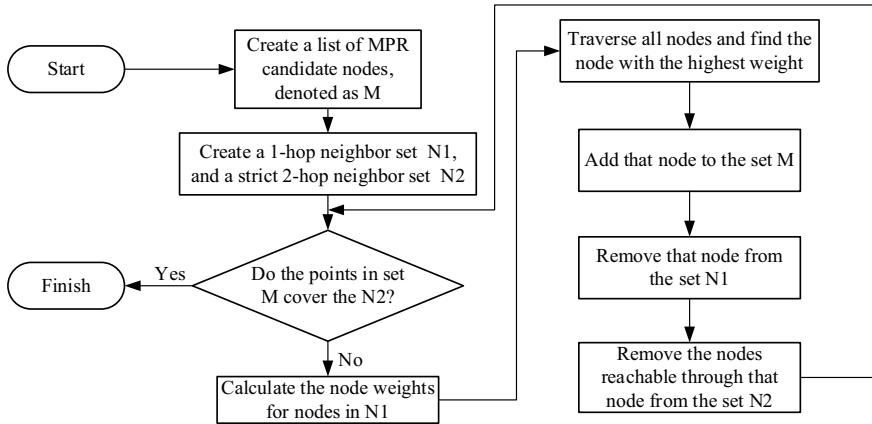 Start
Create a list of MPR
candidate nodes,
denoted as M
Create a 1-hop neighbor set N1,
and a strict 2-hop neighbor set N2
Do the points in set
M cover the N2?
Yes
Finish
No
Calculate the node weights
for nodes in N1
Traverse all nodes and find the
node with the highest weight
Add that node to the set M
Remove that node from
the set N1
Remove the nodes
reachable through that
node from the set N2